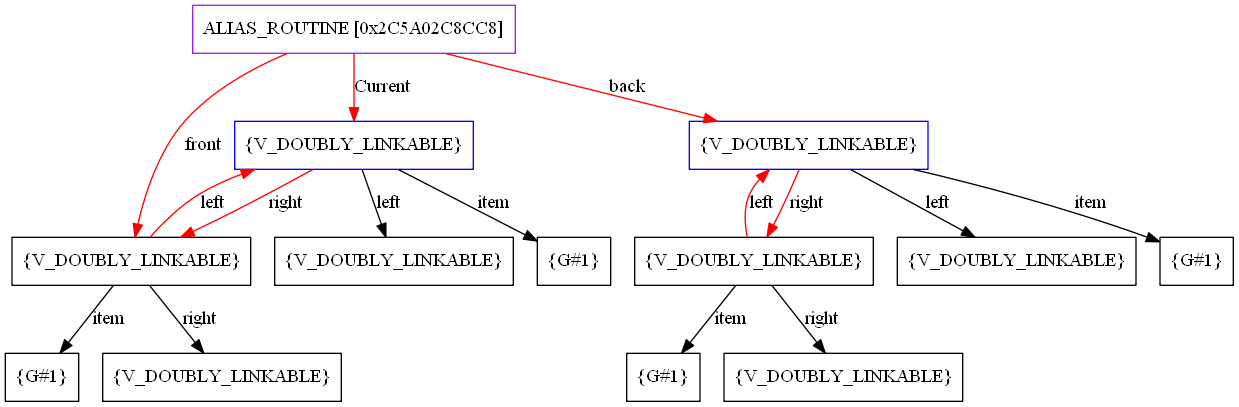 ALIAS_ROUTINE [0x2C5A02C8CC8]
front
Current
back
{V_DOUBLY_LINKABLE}
{V_DOUBLY_LINKABLE}
left
right
left
item
left
right
left
item
{V_DOUBLY_LINKABLE}
{V_DOUBLY_LINKABLE}
{G#1}
{V_DOUBLY_LINKABLE}
{V_DOUBLY_LINKABLE}
{G#1}
item
right
item
right
{G#1}
{V_DOUBLY_LINKABLE}
{G#1}
{V_DOUBLY_LINKABLE}